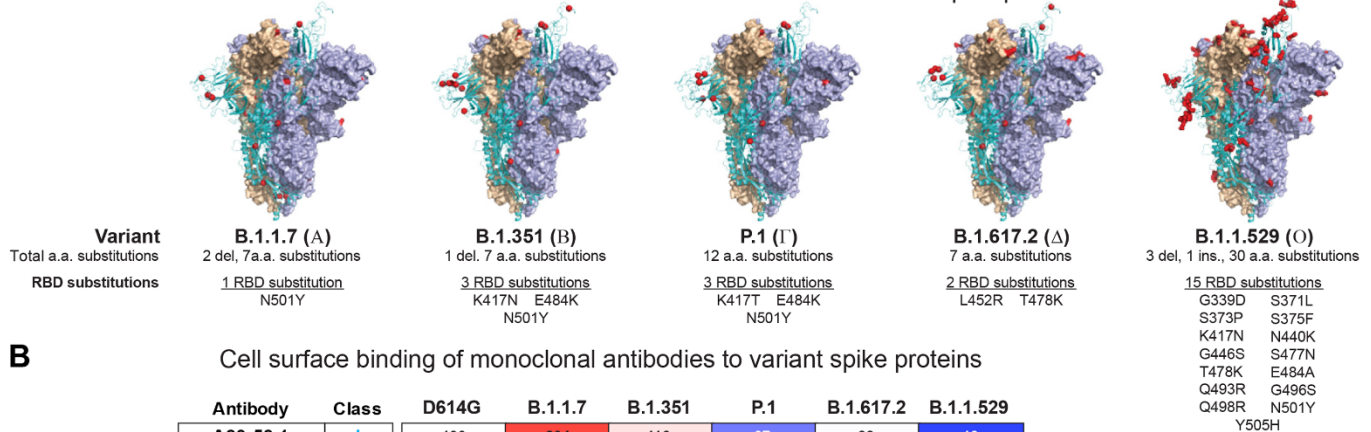 Variant B.1.1.7 (Α) B.1.351 (Β) P.1 (Γ) B.1.617.2 (Δ) B.1.1.529 (Ο)
Total a.a. substitutions 2 del, 7a.a. substitutions 1 del. 7 a.a. substitutions 12 a.a. substitutions 7 a.a. substitutions 3 del, 1 ins., 30 a.a. substitutions
RBD substitutions 1 RBD substitution 3 RBD substitutions 3 RBD substitutions 2 RBD substitutions 15 RBD substitutions
N501Y K417N E484K K417T E484K L452R T478K G339D S371L
N501Y N501Y S373P S375F
K417N N440K
G446S S477N
T478K E484A
Q493R G496S
Q498R N501Y
Y505H
B Cell surface binding of monoclonal antibodies to variant spike proteins
Antibody Class D614G B.1.1.7 B.1.351 P.1 B.1.617.2 B.1.1.529